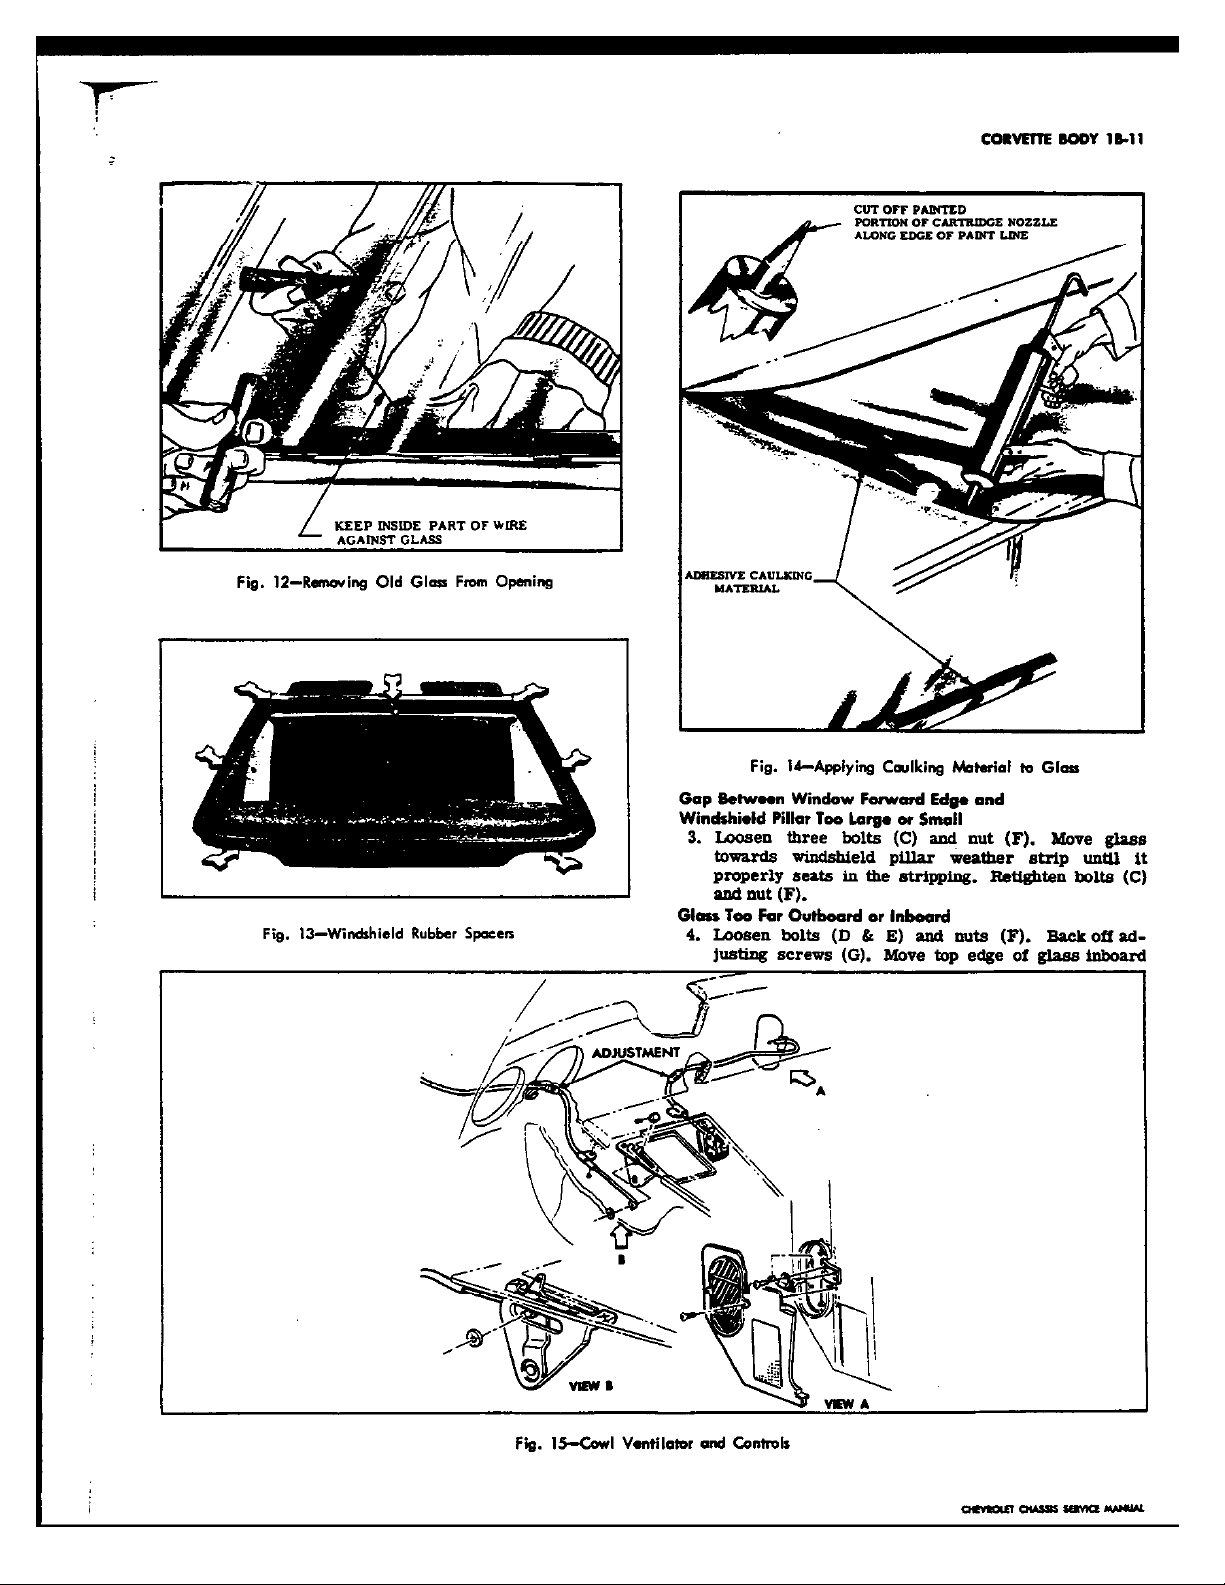 CORVETTE BODY 1B-11
KEEP INSIDE PART OF WIRE
AGAINST GLASS
Fig. 12—Removing Old Glass From Opening
Fig. 13—Windshield Rubber Spacers
CUT OFF PAINTED
PORTION OF CARTRIDGE NOZZLE
ALONG EDGE OF PAINT LINE
ADHESIVE CAULKING
MATERIAL
Fig. 14—Applying Caulking Material to Glass
Gap Between Window Forward Edge and
Windshield Pillar Too Large or Small
3. Loosen three bolts (C) and nut (F). Move glass
towards windshield pillar weather strip until it
properly seats in the stripping. Retighten bolts (C)
and nut (F).
Glass Too Far Outboard or Inboard
4. Loosen bolts (D & E) and nuts (F). Back off ad-
justing screws (G). Move top edge of glass inboard
ADJUSTMENT
A
B
VIEW B
VIEW A
Fig. 15—Cowl Ventilator and Controls
CHEVROLET CHASSIS SERVICE MANUAL